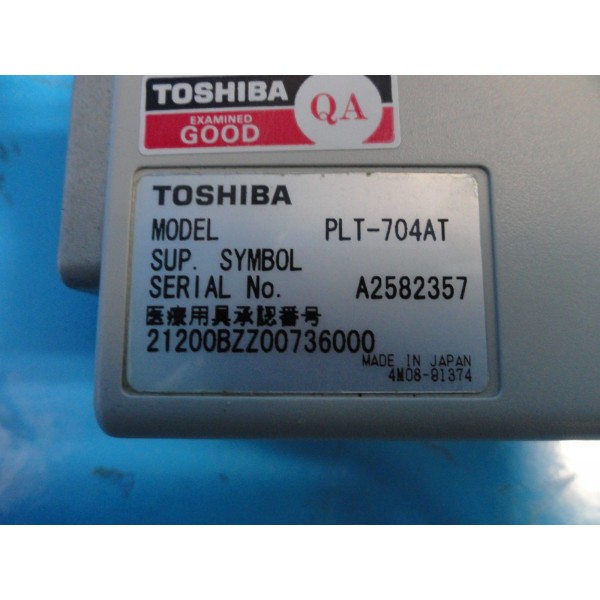 TOSHIBA
EXAMINED
GOOD
QA
TOSHIBA
MODEL PLT-704AT
SUP. SYMBOL
SERIAL No. A2582357
医療用具承認番号
21200BZZ00736000
MADE IN JAPAN
4M08-91374